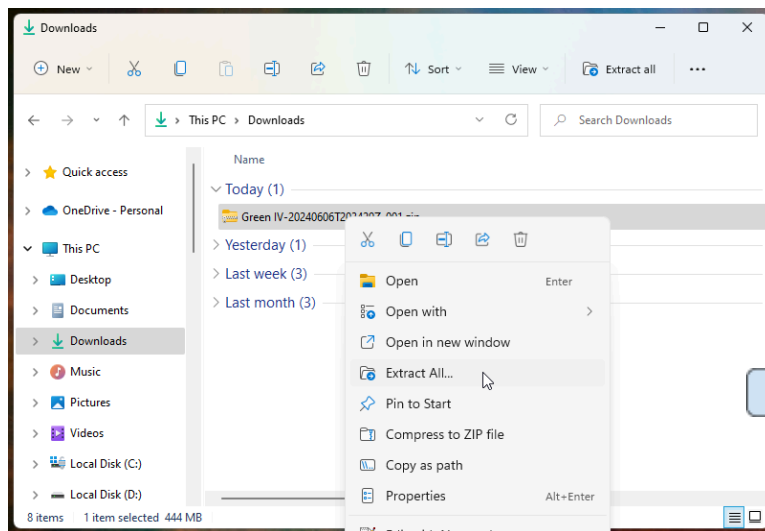 Downloads
New
Sort
View
Extract all
This PC > Downloads
Search Downloads
Quick access
OneDrive - Personal
This PC
Desktop
Documents
Downloads
Music
Pictures
Videos
Local Disk (C:)
Local Disk (D:)
Name
Today (1)
Green IV-20240606T202420Z-001.zip
Yesterday (1)
Last week (3)
Last month (3)
Open Enter
Open with
Open in new window
Extract All...
Pin to Start
Compress to ZIP file
Copy as path
Properties Alt+Enter
8 items 1 item selected 444 MB